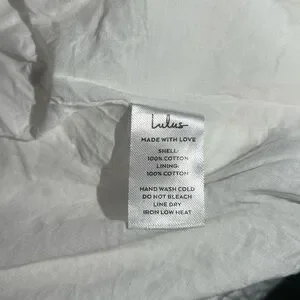 Lulus
MADE WITH LOVE
SHELL:
100% COTTON
LINING:
100% COTTON
HAND WASH COLD
DO NOT BLEACH
LINE DRY
IRON LOW HEAT